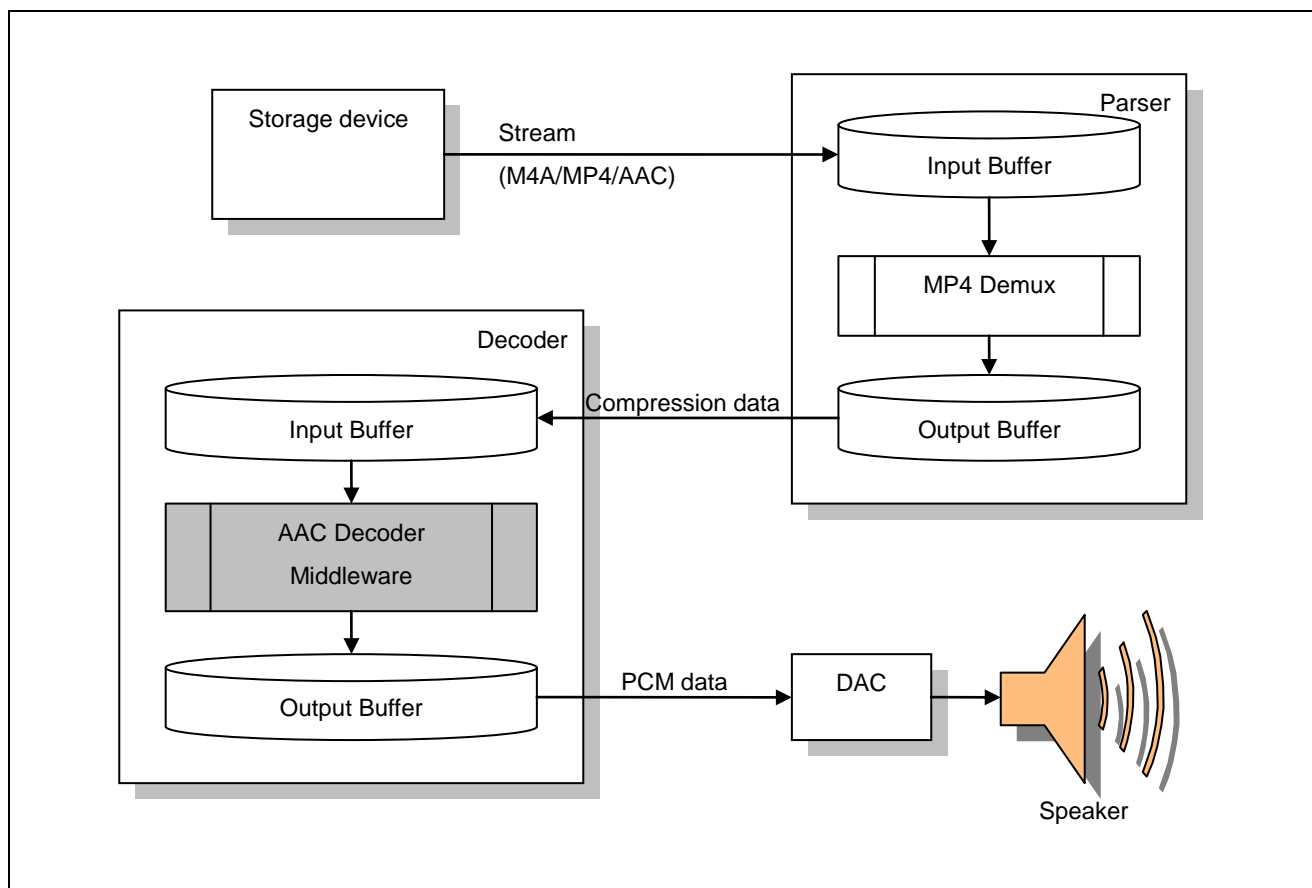 Storage device
Stream
(M4A/MP4/AAC)
Parser
Input Buffer
MP4 Demux
Output Buffer
Compression data
Decoder
Input Buffer
AAC Decoder
Middleware
Output Buffer
PCM data
DAC
Speaker